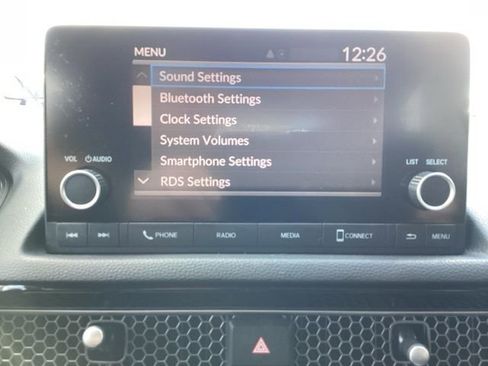 MENU 12:26
Sound Settings
Bluetooth Settings
Clock Settings
System Volumes
Smartphone Settings
RDS Settings
VOL AUDIO LIST SELECT
PHONE RADIO MEDIA CONNECT MENU